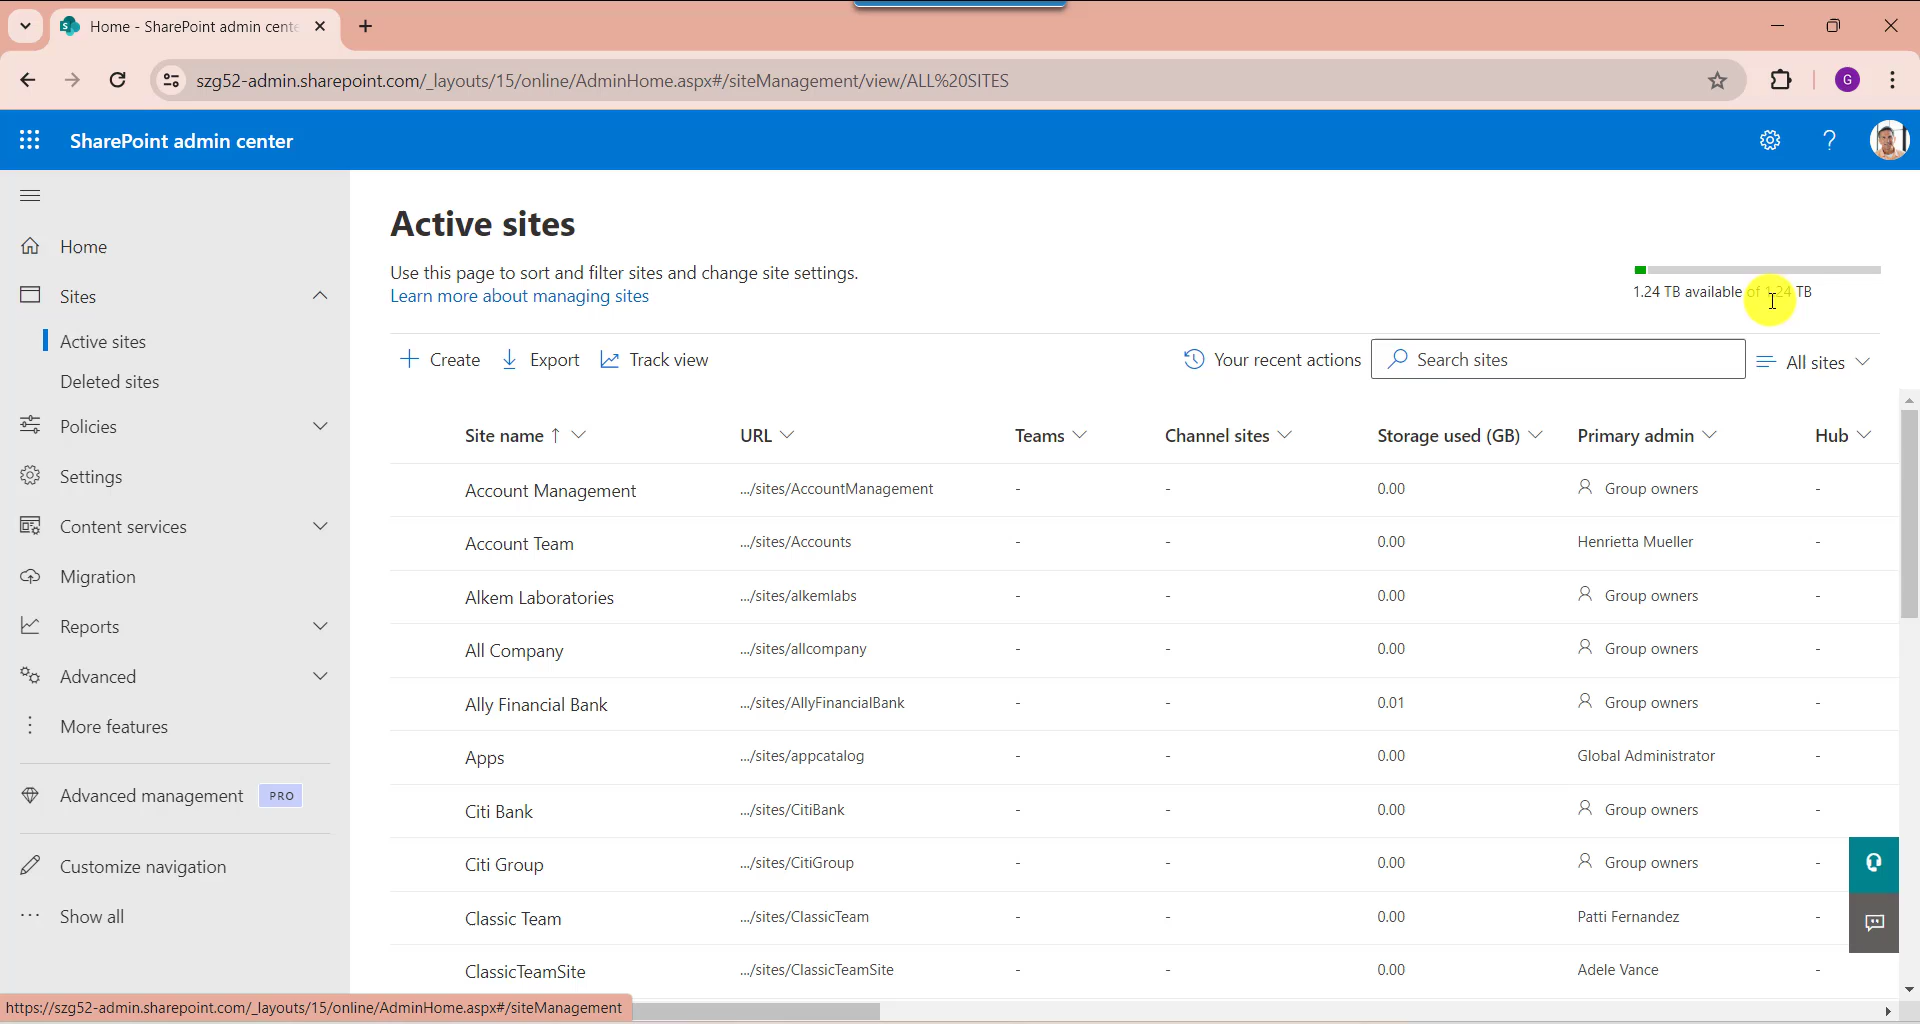 Home - SharePoint admin cente
szg52-admin.sharepoint.com/_layouts/15/online/AdminHome.aspx#/siteManagement/view/ALL%20SITES
G
SharePoint admin center
?
Home
Sites
Active sites
Deleted sites
Policies
Settings
Content services
Migration
Reports
Advanced
More features
Advanced management PRO
Customize navigation
Show all
Active sites
Use this page to sort and filter sites and change site settings.
Learn more about managing sites
1.24 TB available of 1.24 TB
Create Export Track view Your recent actions Search sites All sites
Site name ↑ URL Teams Channel sites Storage used (GB) Primary admin Hub
Account Management .../sites/AccountManagement - - 0.00 Group owners -
Account Team .../sites/Accounts - - 0.00 Henrietta Mueller -
Alkem Laboratories .../sites/alkemlabs - - 0.00 Group owners -
All Company .../sites/allcompany - - 0.00 Group owners -
Ally Financial Bank .../sites/AllyFinancialBank - - 0.01 Group owners -
Apps .../sites/appcatalog - - 0.00 Global Administrator -
Citi Bank .../sites/CitiBank - - 0.00 Group owners -
Citi Group .../sites/CitiGroup - - 0.00 Group owners -
Classic Team .../sites/ClassicTeam - - 0.00 Patti Fernandez -
ClassicTeamSite .../sites/ClassicTeamSite - - 0.00 Adele Vance -
https://szg52-admin.sharepoint.com/_layouts/15/online/AdminHome.aspx#/siteManagement